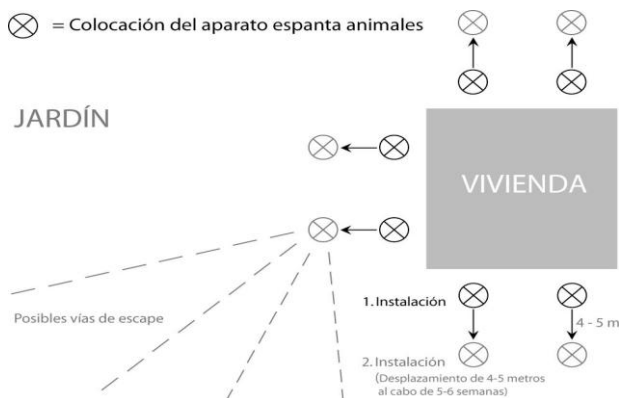 = Colocación del aparato espanta animales
JARDÍN
VIVIENDA
1. Instalación
4 - 5 m
Posibles vías de escape
2. Instalación
(Desplazamiento de 4-5 metros
al cabo de 5-6 semanas)